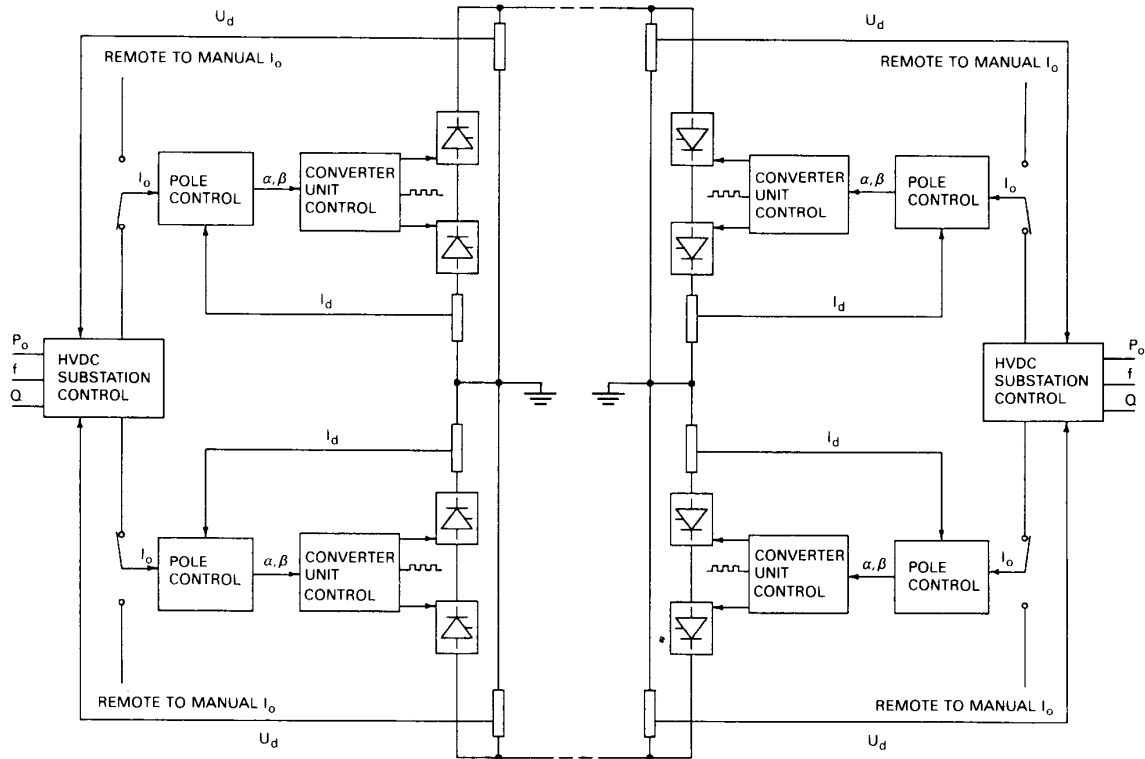 U_d
U_d
REMOTE TO MANUAL I_o
REMOTE TO MANUAL I_o
I_o
POLE
CONTROL
α,β
CONVERTER
UNIT
CONTROL
CONVERTER
UNIT
CONTROL
α,β
POLE
CONTROL
I_o
I_d
I_d
P_o
f
Q
HVDC
SUBSTATION
CONTROL
HVDC
SUBSTATION
CONTROL
P_o
f
Q
I_d
I_d
I_o
POLE
CONTROL
α,β
CONVERTER
UNIT
CONTROL
CONVERTER
UNIT
CONTROL
α,β
POLE
CONTROL
I_o
REMOTE TO MANUAL I_o
REMOTE TO MANUAL I_o
U_d
U_d